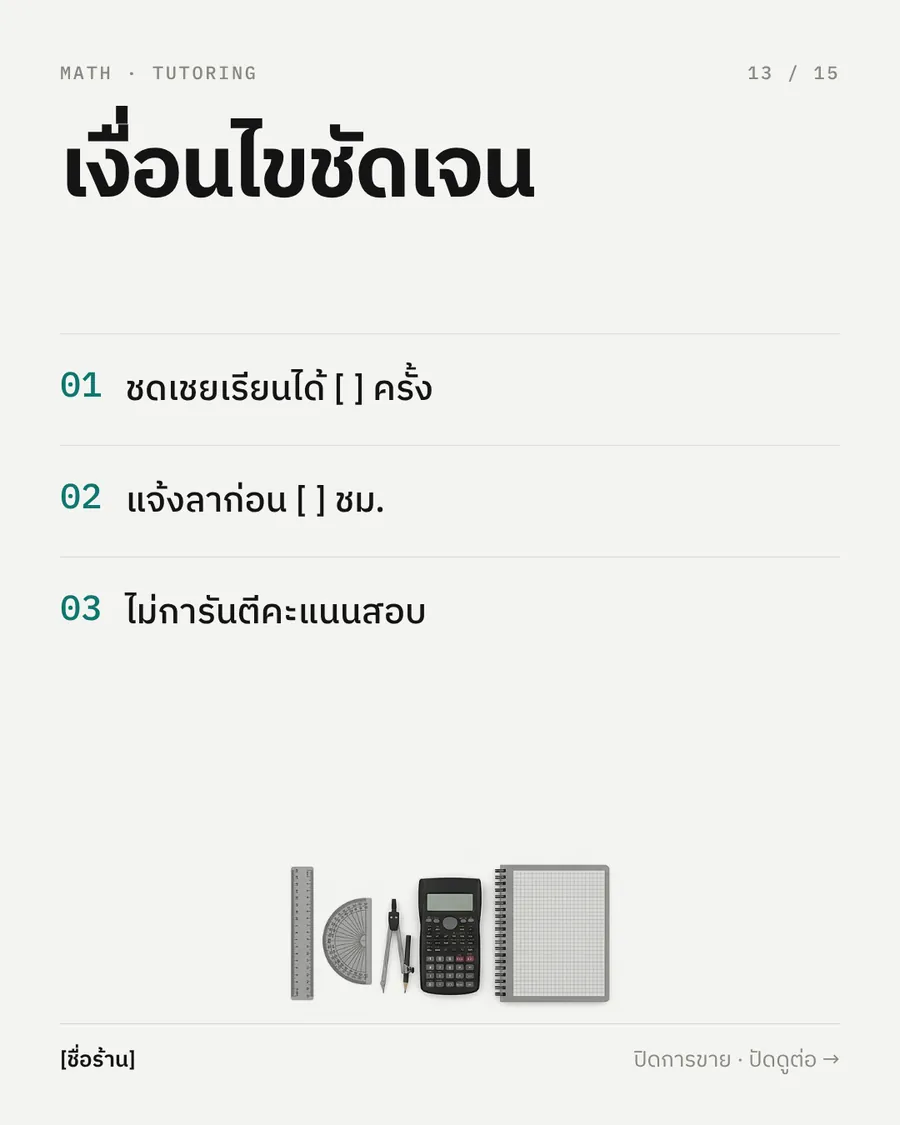 MATH · TUTORING
13 / 15
เงื่อนไขชัดเจน
01 ชดเชยเรียนได้ [ ] ครั้ง
02 แจ้งลาก่อน [ ] ชม.
03 ไม่การันตีคะแนนสอบ
[ชื่อร้าน]
ปิดการขาย · ปัดดูต่อ →